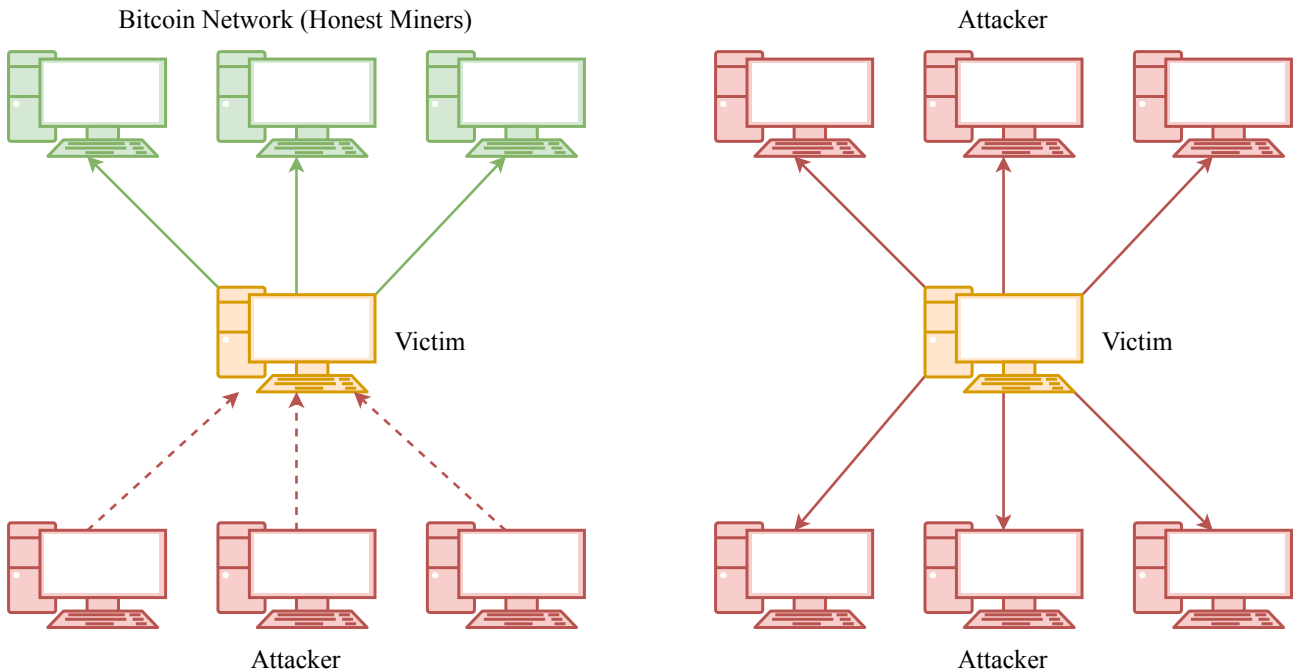 Bitcoin Network (Honest Miners)
Attacker
Victim
Victim
Attacker
Attacker